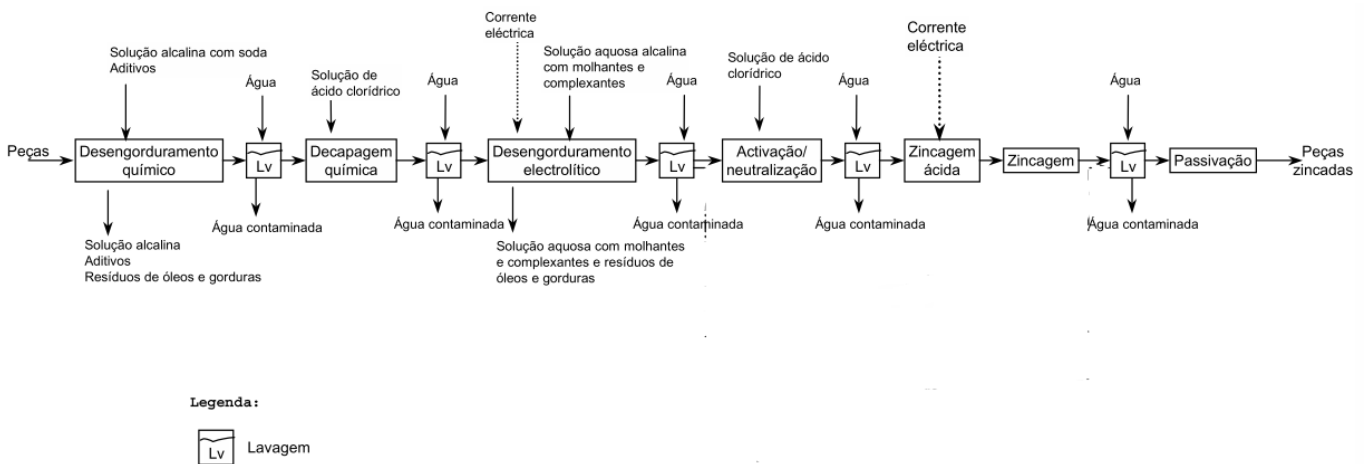 Corrente
eléctrica
Solução alcalina com soda
Aditivos
Água
Solução de
ácido clorídrico
Água
Solução aquosa alcalina
com molhantes e
complexantes
Água
Solução de ácido
clorídrico
Água
Corrente
eléctrica
Água
Peças
Desengorduramento
químico
Lv
Decapagem
química
Lv
Desengorduramento
electrolítico
Lv
Activação/
neutralização
Lv
Zincagem
ácida
Zincagem
Lv
Passivação
Peças
zincadas
Solução alcalina
Aditivos
Resíduos de óleos e gorduras
Água contaminada
Água contaminada
Solução aquosa com molhantes
e complexantes e resíduos de
óleos e gorduras
Água contaminada
Água contaminada
Água contaminada
Legenda:
Lv
Lavagem